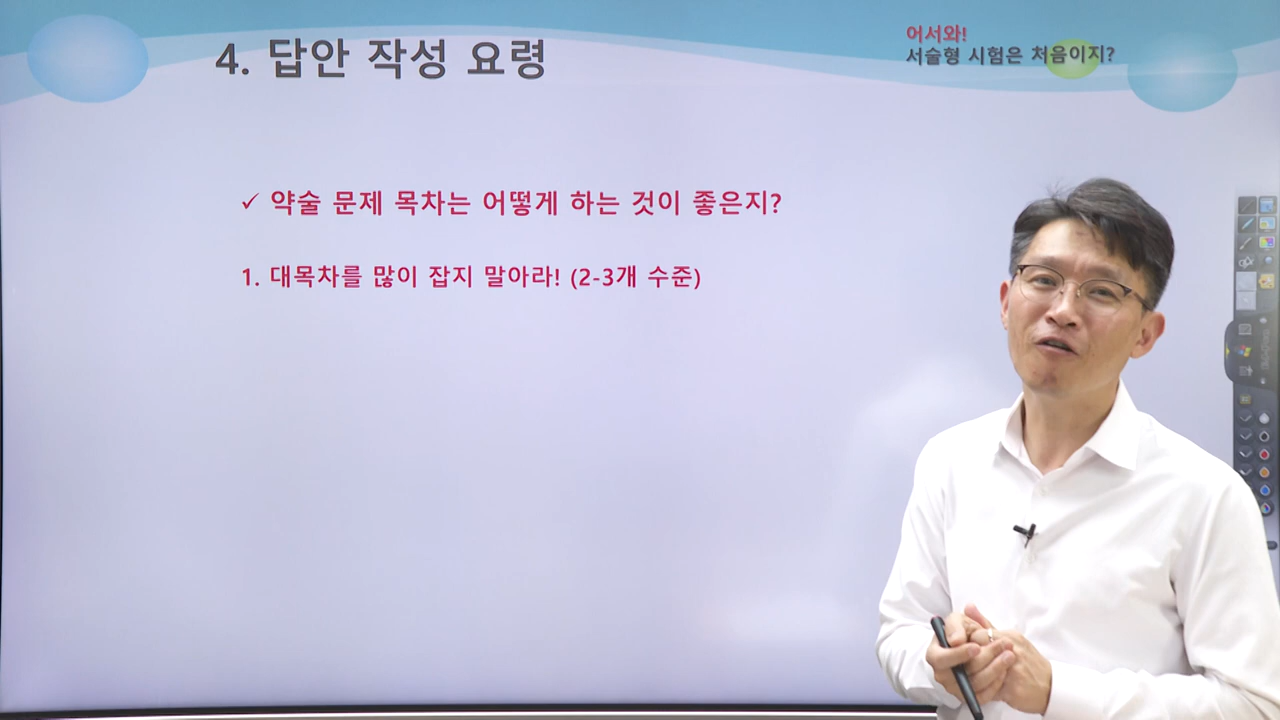 4. 답안 작성 요령
어서와!
서술형 시험은 처음이지?
✓ 약술 문제 목차는 어떻게 하는 것이 좋은지?
1. 대목차를 많이 잡지 말아라! (2-3개 수준)